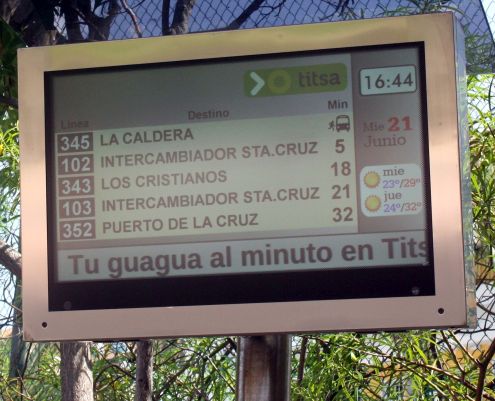 titsa
16:44
Línea Destino Min
345 LA CALDERA
102 INTERCAMBIADOR STA.CRUZ 5
343 LOS CRISTIANOS 18
103 INTERCAMBIADOR STA.CRUZ 21
352 PUERTO DE LA CRUZ 32
Mie 21
Junio
mie
23°/29°
jue
24°/32°
Tu guagua al minuto en Tits